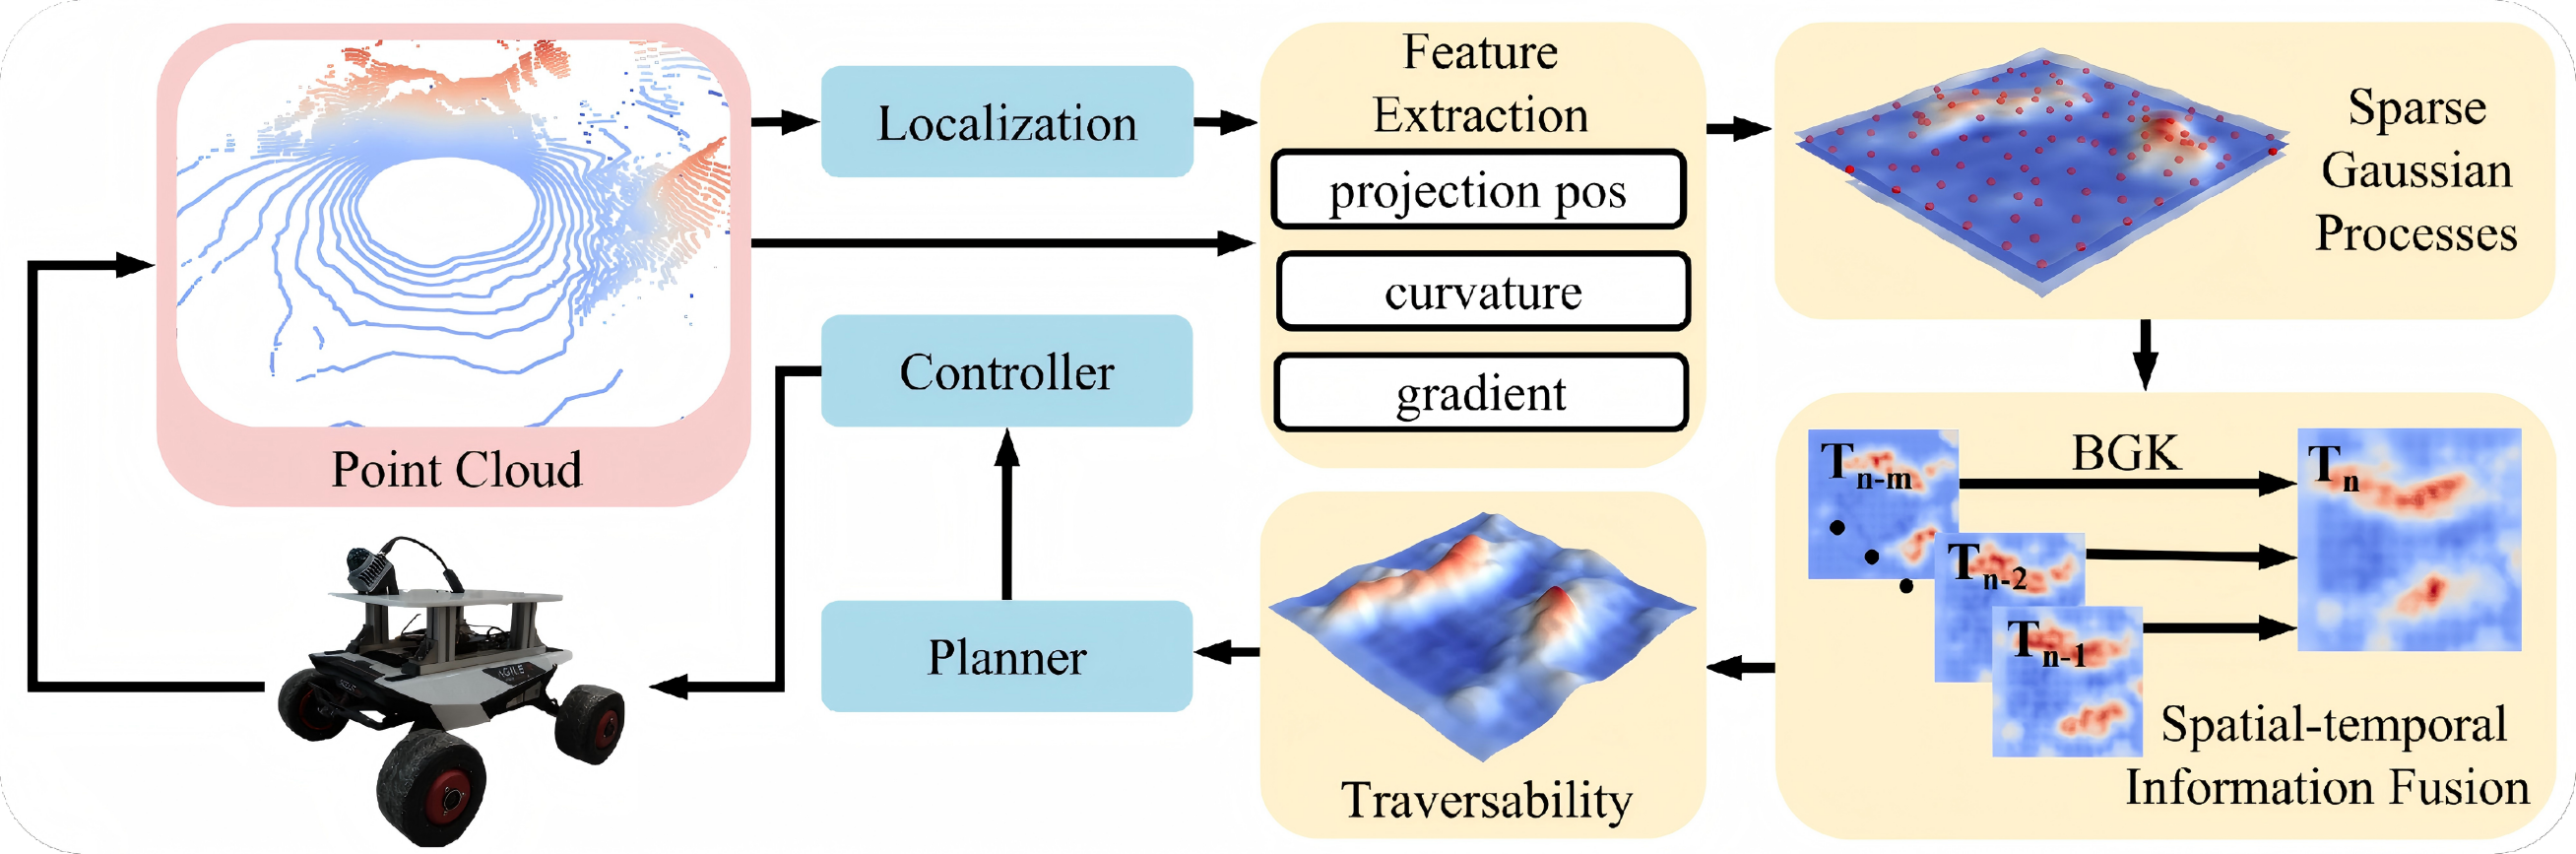 Point Cloud
Localization
Controller
Planner
Feature
Extraction
projection pos
curvature
gradient
Sparse
Gaussian
Processes
T_{n-m}
BGK
T_n
T_{n-2}
T_{n-1}
Spatial-temporal
Information Fusion
Traversability
AGILE